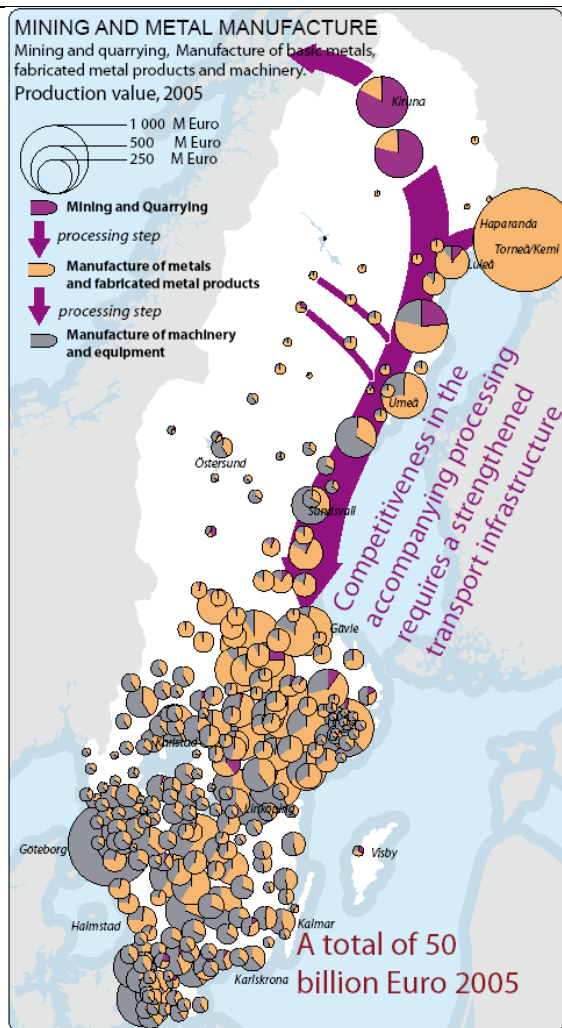 MINING AND METAL MANUFACTURE
Mining and quarrying, Manufacture of basic metals,
fabricated metal products and machinery.
Production value, 2005
1 000 M Euro
500 M Euro
250 M Euro
Mining and Quarrying
processing step
Manufacture of metals
and fabricated metal products
processing step
Manufacture of machinery
and equipment
Kiruna
Haparanda
Torneå/Kemi
Luleå
Umeå
Östersund
Sundsvall
Competitiveness in the
accompanying processing
requires a strengthened
transport infrastructure
Gävle
Karlstad
Linköping
Göteborg
Visby
Halmstad
Kalmar
Karlskrona
A total of 50
billion Euro 2005